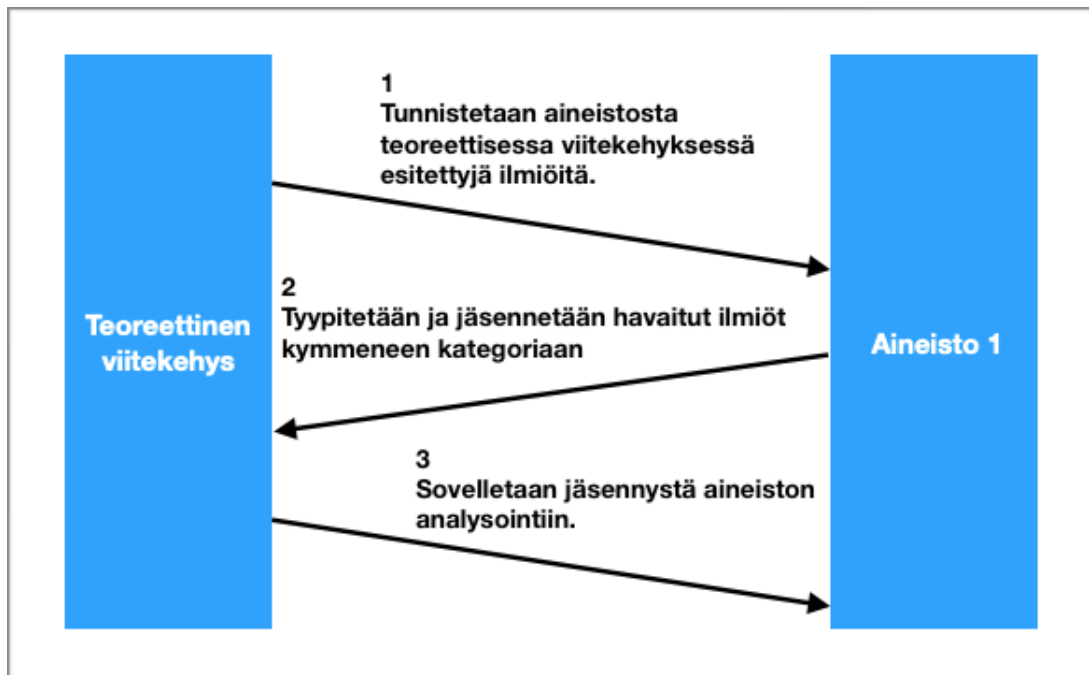 1
Tunnistetaan aineistosta
teoreettisessa viitekehyksessä
esitettyjä ilmiöitä.
2
Tyypitetään ja jäsennetään havaitut ilmiöt
kymmeneen kategoriaan
Teoreettinen
viitekehys
Aineisto 1
3
Sovelletaan jäsennystä aineiston
analysointiin.